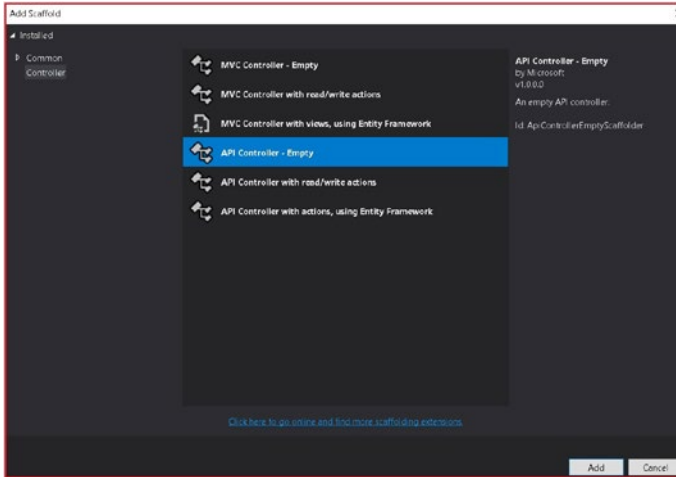 Add Scaffold
Installed
Common
Controller
MVC Controller - Empty
MVC Controller with read/write actions
MVC Controller with views, using Entity Framework
API Controller - Empty
API Controller with read/write actions
API Controller with actions, using Entity Framework
API Controller - Empty
by Microsoft
v1.0.0.0
An empty API controller.
Id: ApiControllerEmptyScaffolder
Click here to go online and find more scaffolding extensions.
Add
Cancel